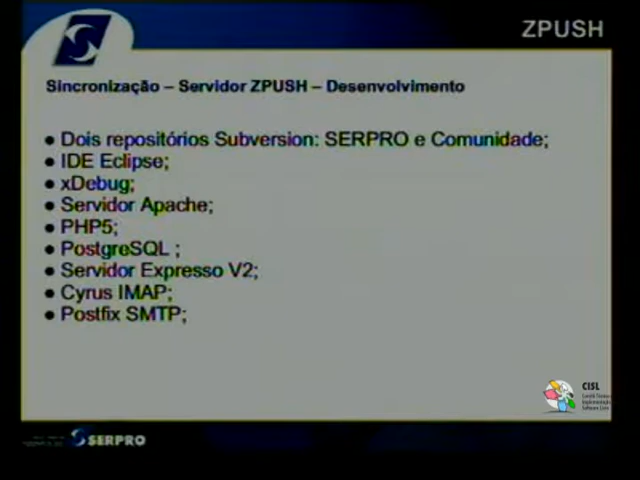 ZPUSH
Sincronização – Servidor ZPUSH – Desenvolvimento
● Dois repositórios Subversion: SERPRO e Comunidade;
● IDE Eclipse;
● xDebug;
● Servidor Apache;
● PHP5;
● PostgreSQL ;
● Servidor Expresso V2;
● Cyrus IMAP;
● Postfix SMTP;
CISL
SERPRO